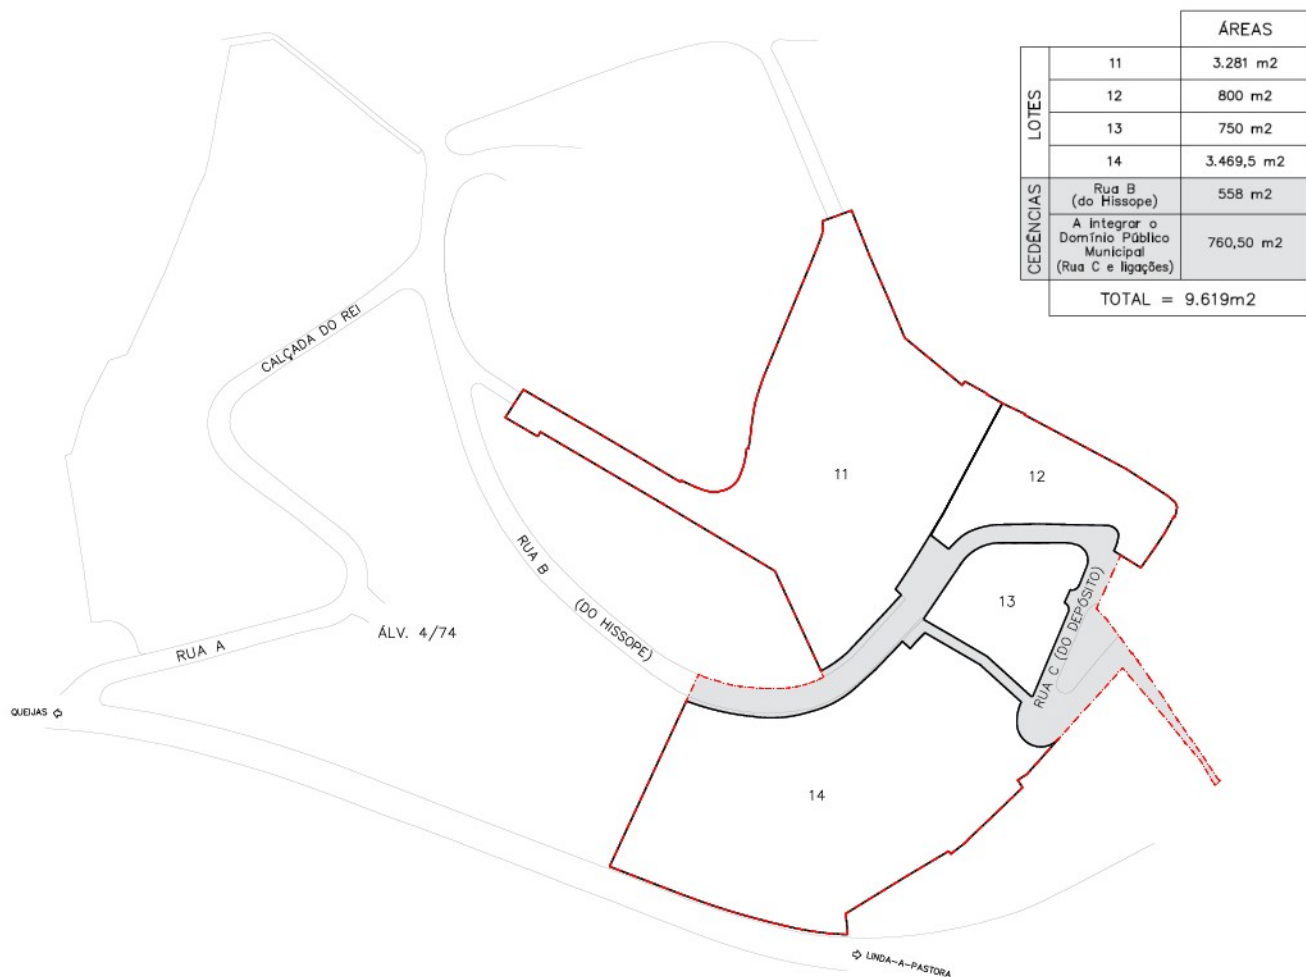 ÁREAS
LOTES
11 3.281 m2
12 800 m2
13 750 m2
14 3.469,5 m2
CEDÊNCIAS
Rua B
(do Hissope)
558 m2
A integrar o
Domínio Público
Municipal
(Rua C e ligações)
760,50 m2
TOTAL = 9.619m2
CALÇADA DO REI
11
12
RUA B
(DO HISSOPE)
13
RUA C (DO DEPÓSITO)
ÁLV. 4/74
RUA A
QUEIJAS
14
LINDA-A-PASTORA